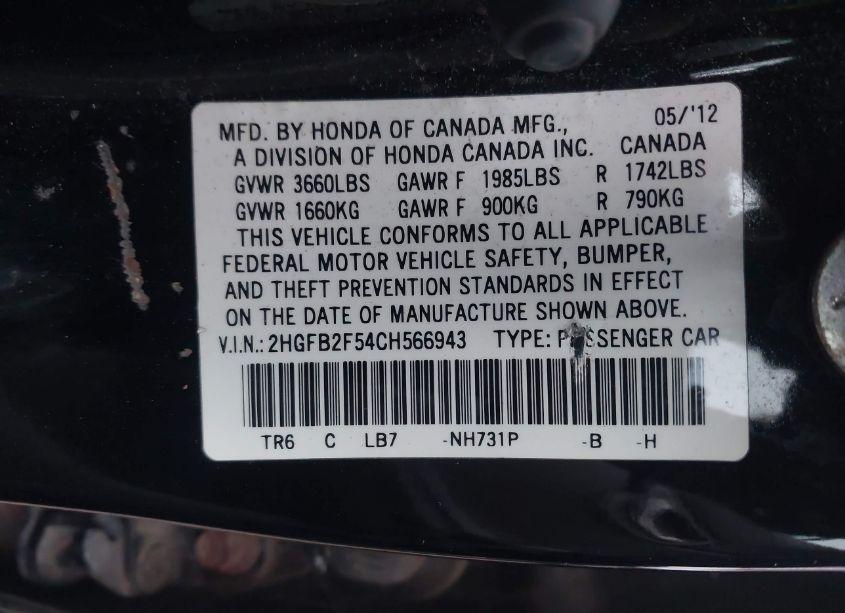 MFD. BY HONDA OF CANADA MFG., 05/'12
A DIVISION OF HONDA CANADA INC. CANADA
GVWR 3660LBS GAWR F 1985LBS R 1742LBS
GVWR 1660KG GAWR F 900KG R 790KG
THIS VEHICLE CONFORMS TO ALL APPLICABLE
FEDERAL MOTOR VEHICLE SAFETY, BUMPER,
AND THEFT PREVENTION STANDARDS IN EFFECT
ON THE DATE OF MANUFACTURE SHOWN ABOVE.
V.I.N.: 2HGFB2F54CH566943 TYPE: PASSENGER CAR
TR6 C LB7 -NH731P -B -H